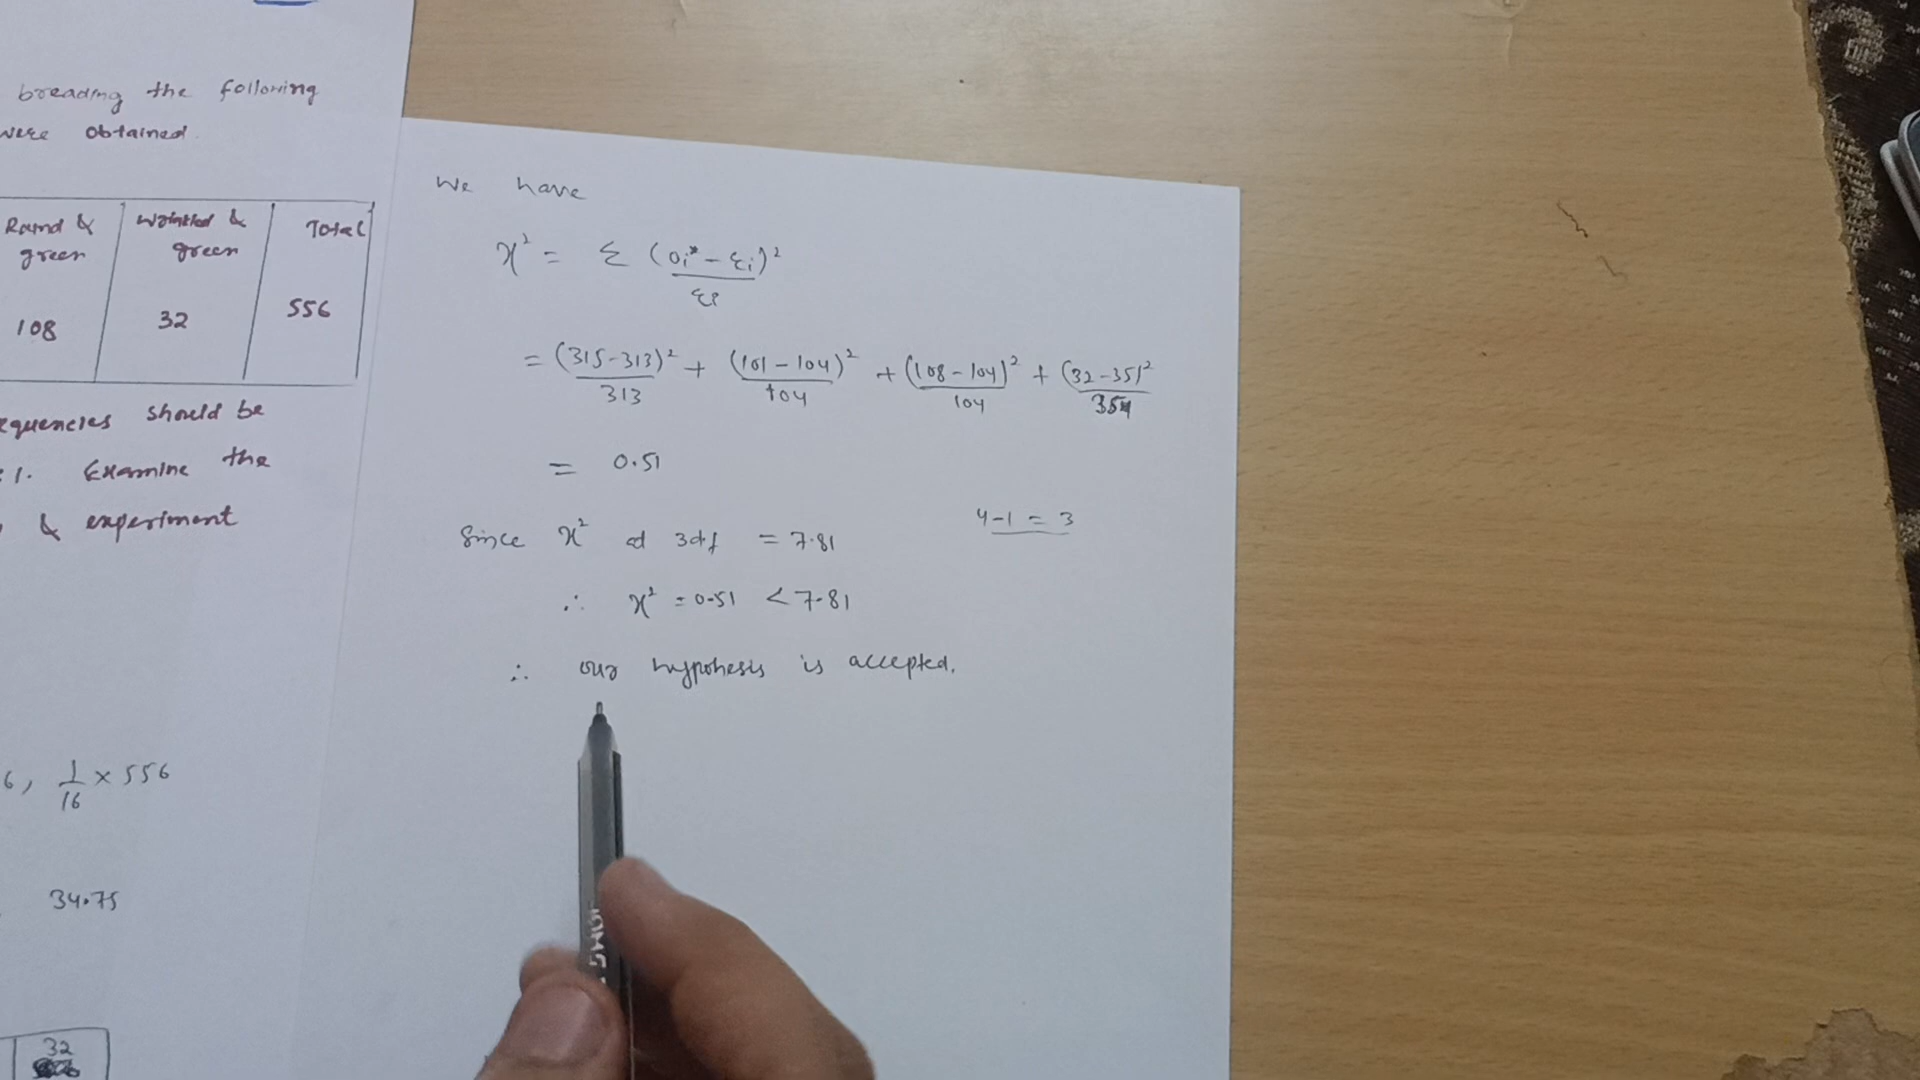 breading the following
were obtained.
Round & green | wrinkled & green | Total
108 | 32 | 556
equencies should be
:1. Examine the
& experiment
6, 1/16 × 556
34.75
32
We have
χ² = Σ (Oi - Ei)² / Ei
= (315-313)²/313 + (101-104)²/104 + (108-104)²/104 + (32-35)²/35
= 0.51
Since χ² at 3df = 7.81
4-1 = 3
∴ χ² = 0.51 < 7.81
∴ our hypohesis is accepted.